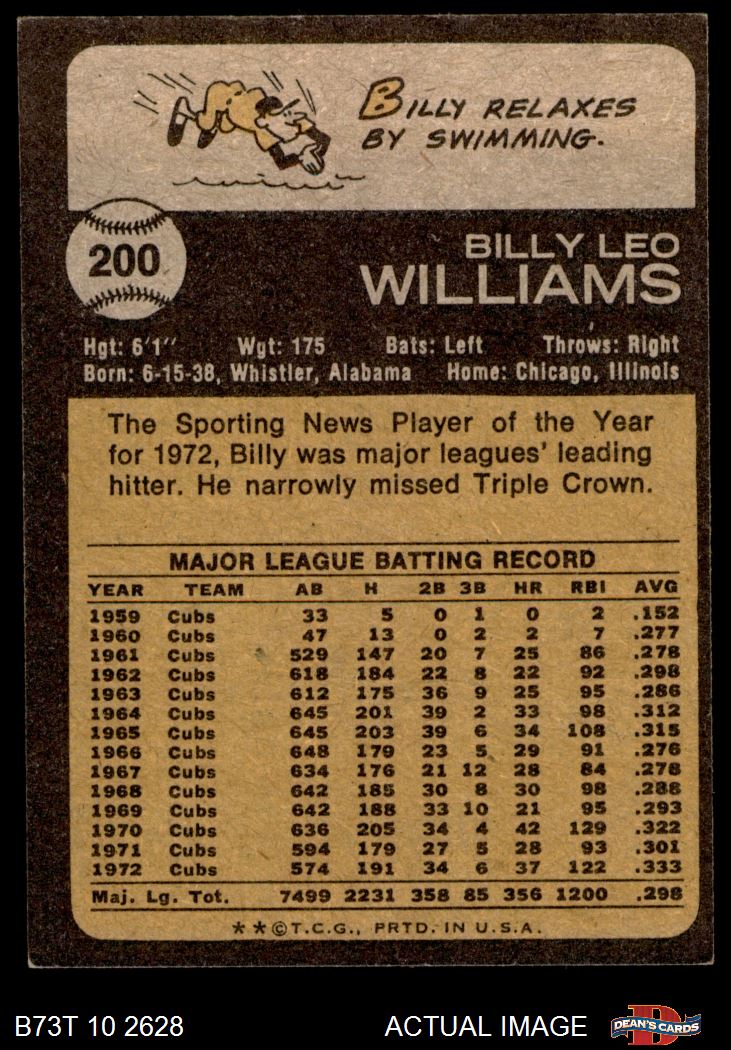 BILLY RELAXES
BY SWIMMING.
200
BILLY LEO
WILLIAMS
Hgt: 6'1" Wgt: 175 Bats: Left Throws: Right
Born: 6-15-38, Whistler, Alabama Home: Chicago, Illinois
The Sporting News Player of the Year
for 1972, Billy was major leagues' leading
hitter. He narrowly missed Triple Crown.
MAJOR LEAGUE BATTING RECORD
YEAR TEAM AB H 2B 3B HR RBI AVG
1959 Cubs 33 5 0 1 0 2 .152
1960 Cubs 47 13 0 2 2 7 .277
1961 Cubs 529 147 20 7 25 86 .278
1962 Cubs 618 184 22 8 22 92 .298
1963 Cubs 612 175 36 9 25 95 .286
1964 Cubs 645 201 39 2 33 98 .312
1965 Cubs 645 203 39 6 34 108 .315
1966 Cubs 648 179 23 5 29 91 .276
1967 Cubs 634 176 21 12 28 84 .278
1968 Cubs 642 185 30 8 30 98 .288
1969 Cubs 642 188 33 10 21 95 .293
1970 Cubs 636 205 34 4 42 129 .322
1971 Cubs 594 179 27 5 28 93 .301
1972 Cubs 574 191 34 6 37 122 .333
Maj. Lg. Tot. 7499 2231 358 85 356 1200 .298
**©T.C.G., PRTD. IN U.S.A.
B73T 10 2628 ACTUAL IMAGE
DEAN'S CARDS